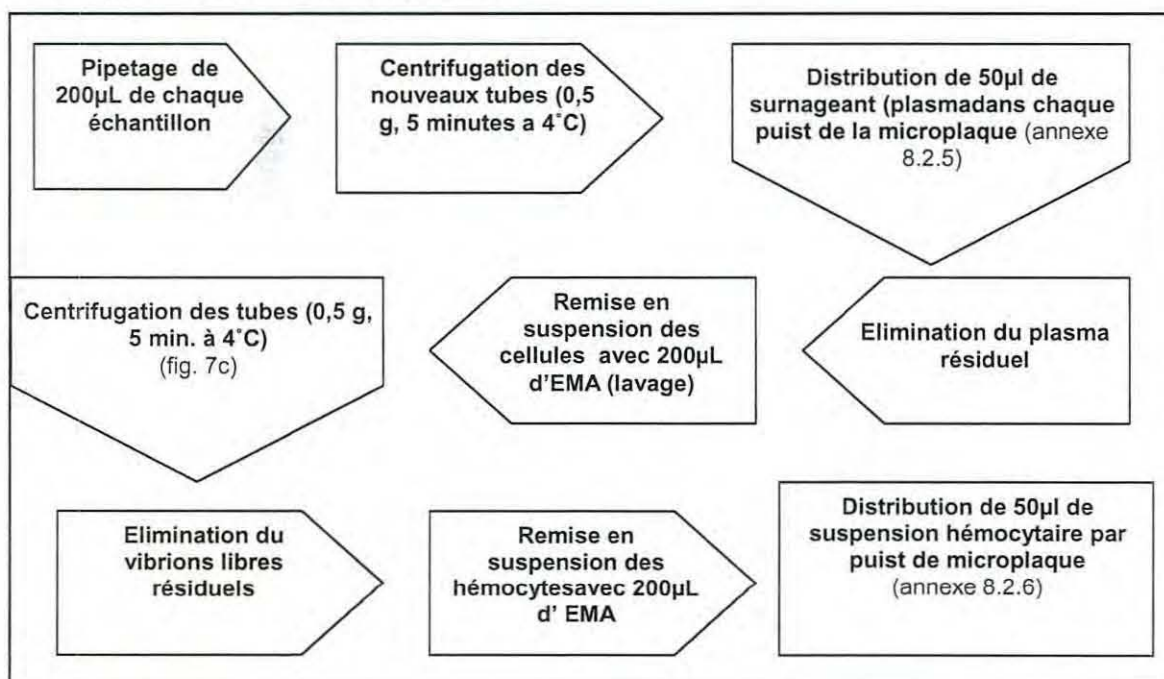 Pipetage de
200µL de chaque
échantillon
Centrifugation des
nouveaux tubes (0,5
g, 5 minutes a 4°C)
Distribution de 50µl de
surnageant (plasmadans chaque
puist de la microplaque (annexe
8.2.5)
Elimination du plasma
résiduel
Remise en
suspension des
cellules avec 200µL
d'EMA (lavage)
Centrifugation des tubes (0,5 g,
5 min. à 4°C)
(fig. 7c)
Elimination du
vibrions libres
résiduels
Remise en
suspension des
hémocytesavec 200µL
d' EMA
Distribution de 50µl de
suspension hémocytaire par
puist de microplaque
(annexe 8.2.6)